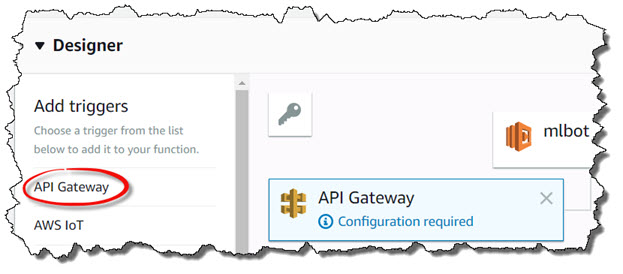 Designer
Add triggers
Choose a trigger from the list
below to add it to your function.
API Gateway
AWS IoT
mlbot
API Gateway
Configuration required